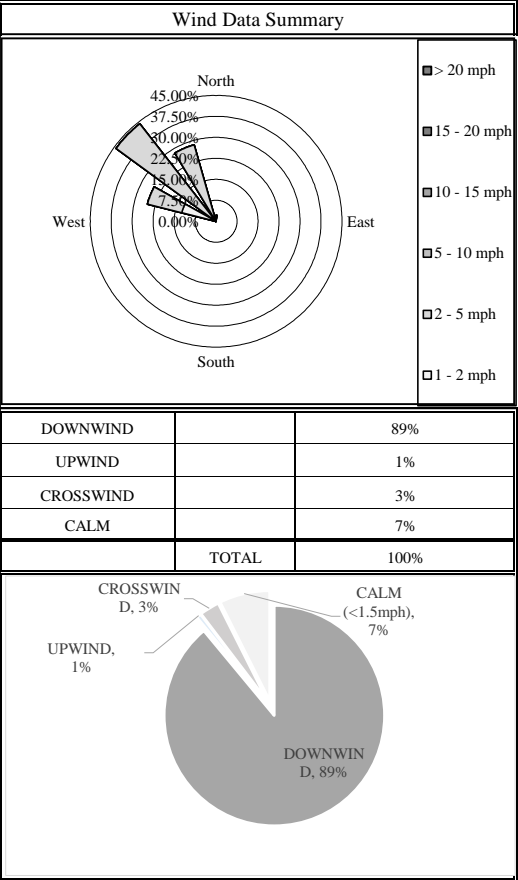 Wind Data Summary
North
45.00%
37.50%
30.00%
22.50%
15.00%
7.50%
0.00%
West
East
South
> 20 mph
15 - 20 mph
10 - 15 mph
5 - 10 mph
2 - 5 mph
1 - 2 mph
DOWNWIND 89%
UPWIND 1%
CROSSWIND 3%
CALM 7%
TOTAL 100%
CROSSWIN
D, 3%
CALM
(<1.5mph),
7%
UPWIND,
1%
DOWNWIN
D, 89%